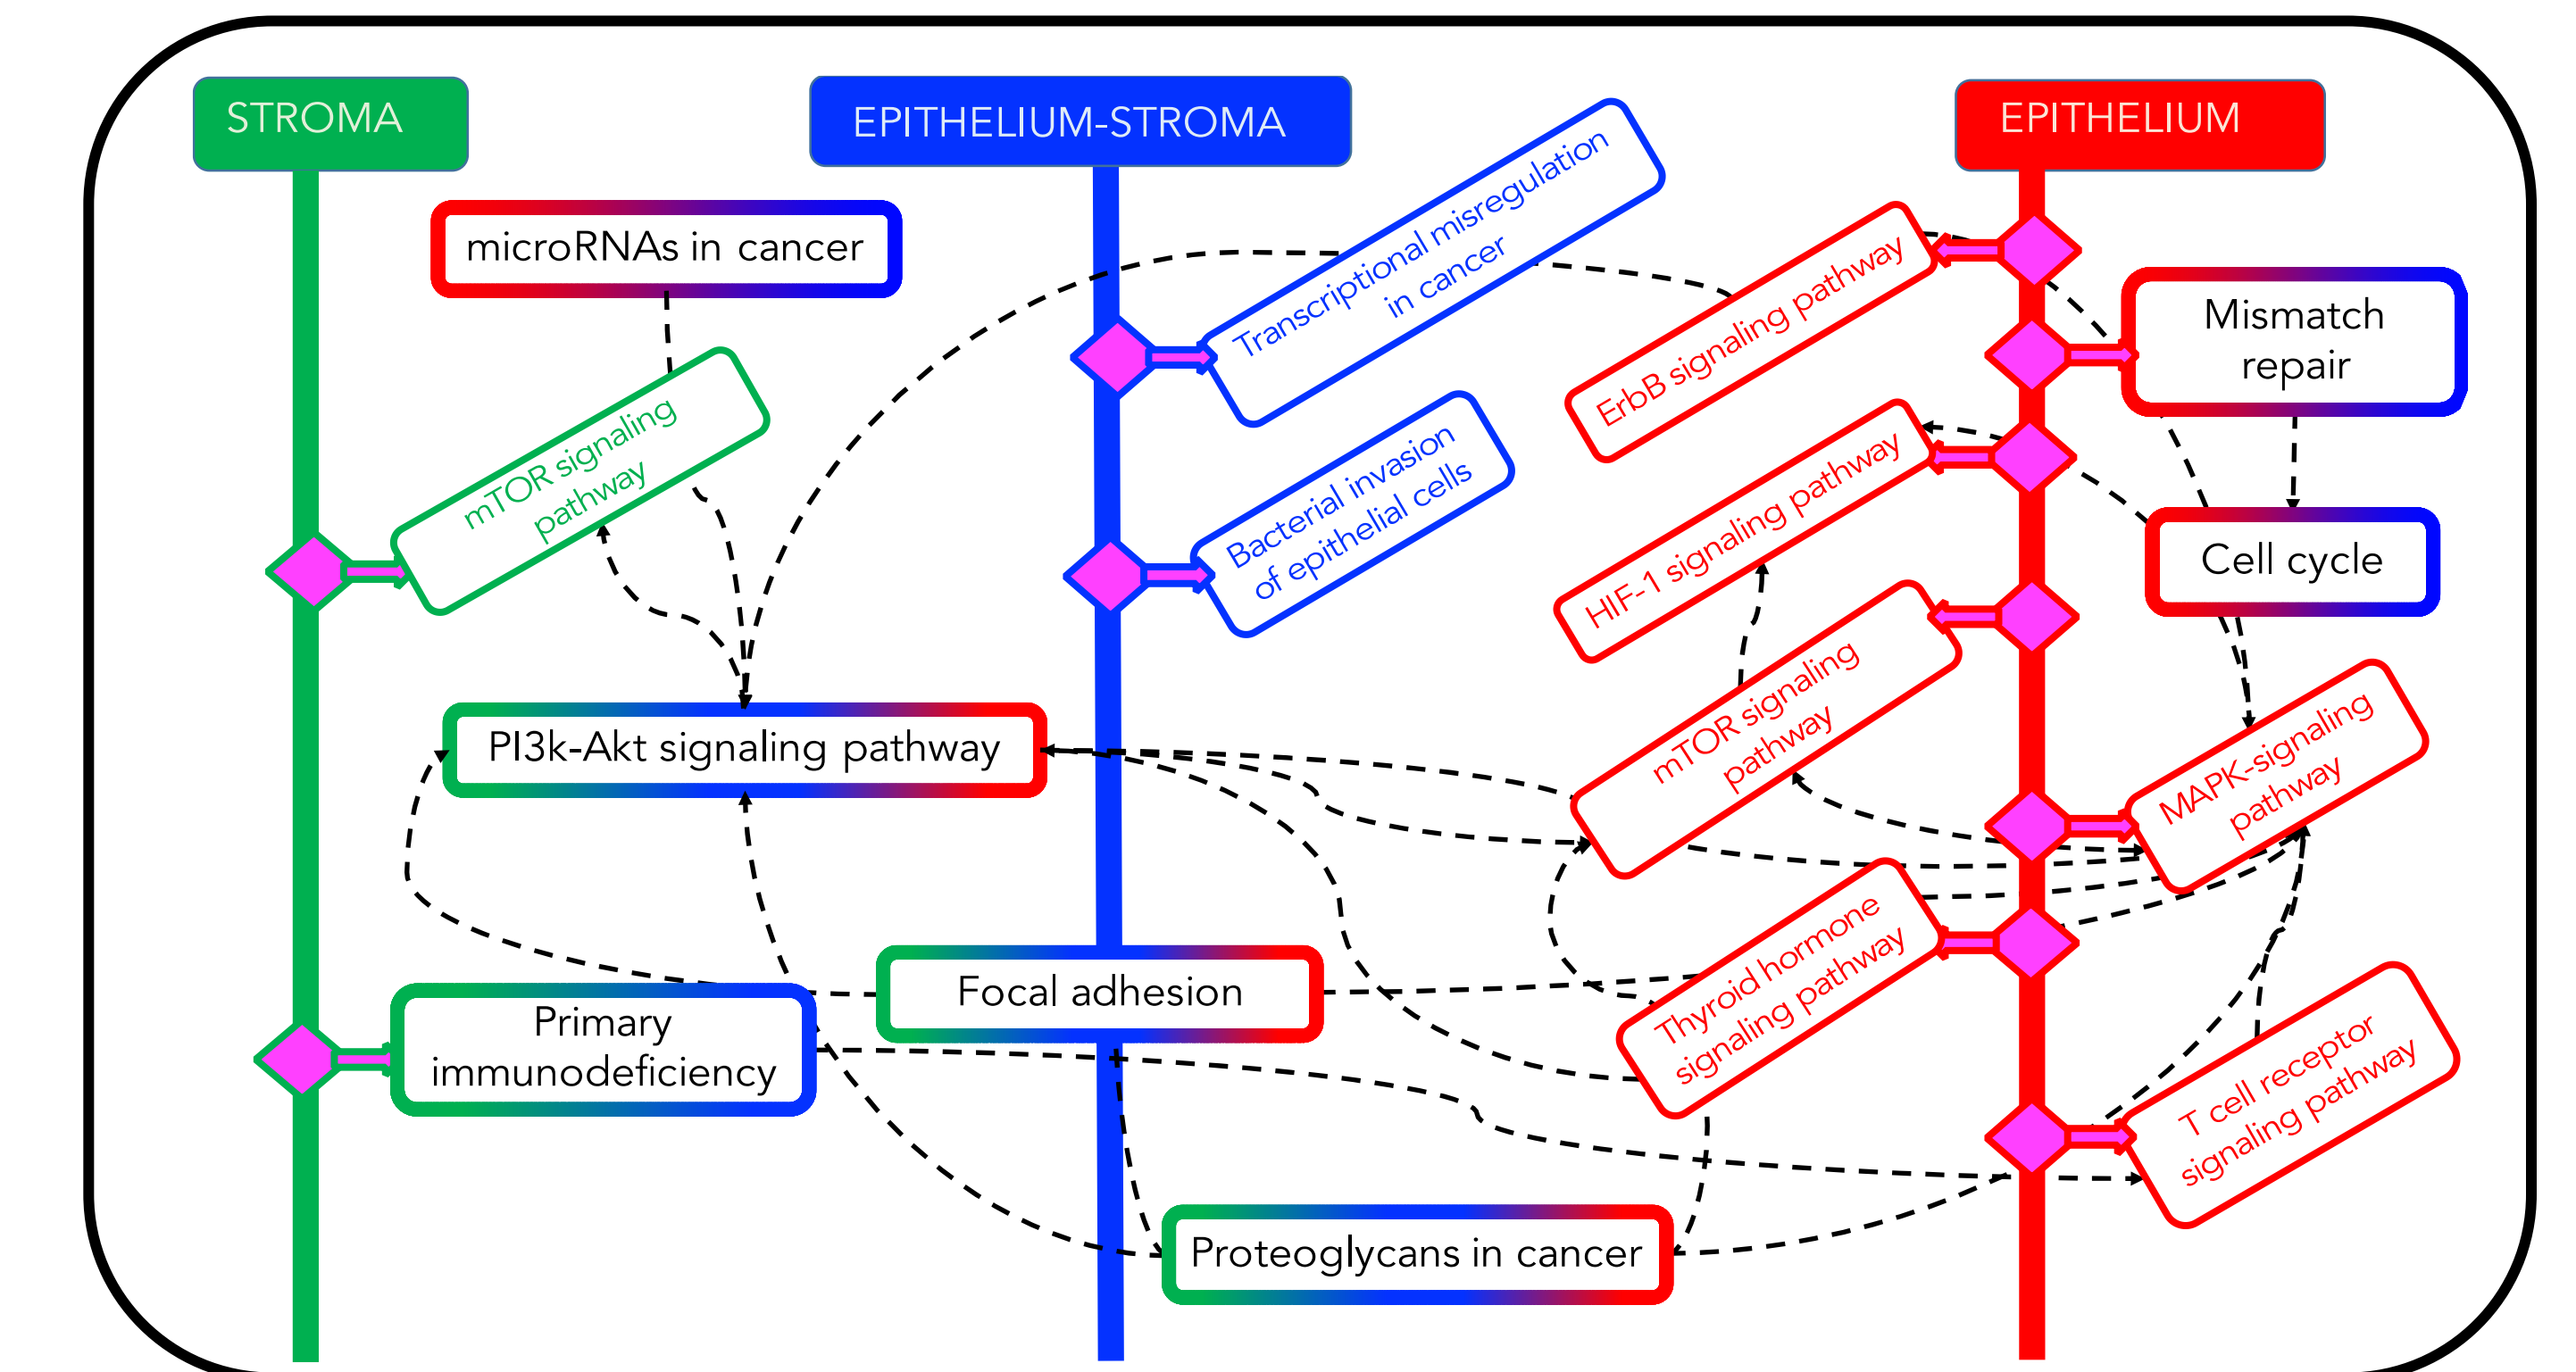 STROMA
EPITHELIUM-STROMA
EPITHELIUM
microRNAs in cancer
Transcriptional misregulation
in cancer
ErbB signaling pathway
Mismatch
repair
mTOR signaling
pathway
Bacterial invasion
of epithelial cells
HIF-1 signaling pathway
Cell cycle
PI3k-Akt signaling pathway
mTOR signaling
pathway
MAPK-signaling
pathway
Focal adhesion
Thyroid hormone
signaling pathway
Primary
immunodeficiency
T cell receptor
signaling pathway
Proteoglycans in cancer